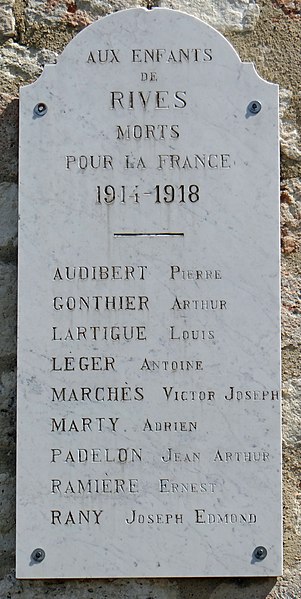 AUX ENFANTS
DE
RIVES
MORTS
POUR LA FRANCE
1914-1918
AUDIBERT PIERRE
GONTHIER ARTHUR
LARTIGUE LOUIS
LÉGER ANTOINE
MARCHÈS VICTOR JOSEPH
MARTY ADRIEN
PADELON JEAN ARTHUR
RAMIÈRE ERNEST
RANY JOSEPH EDMOND